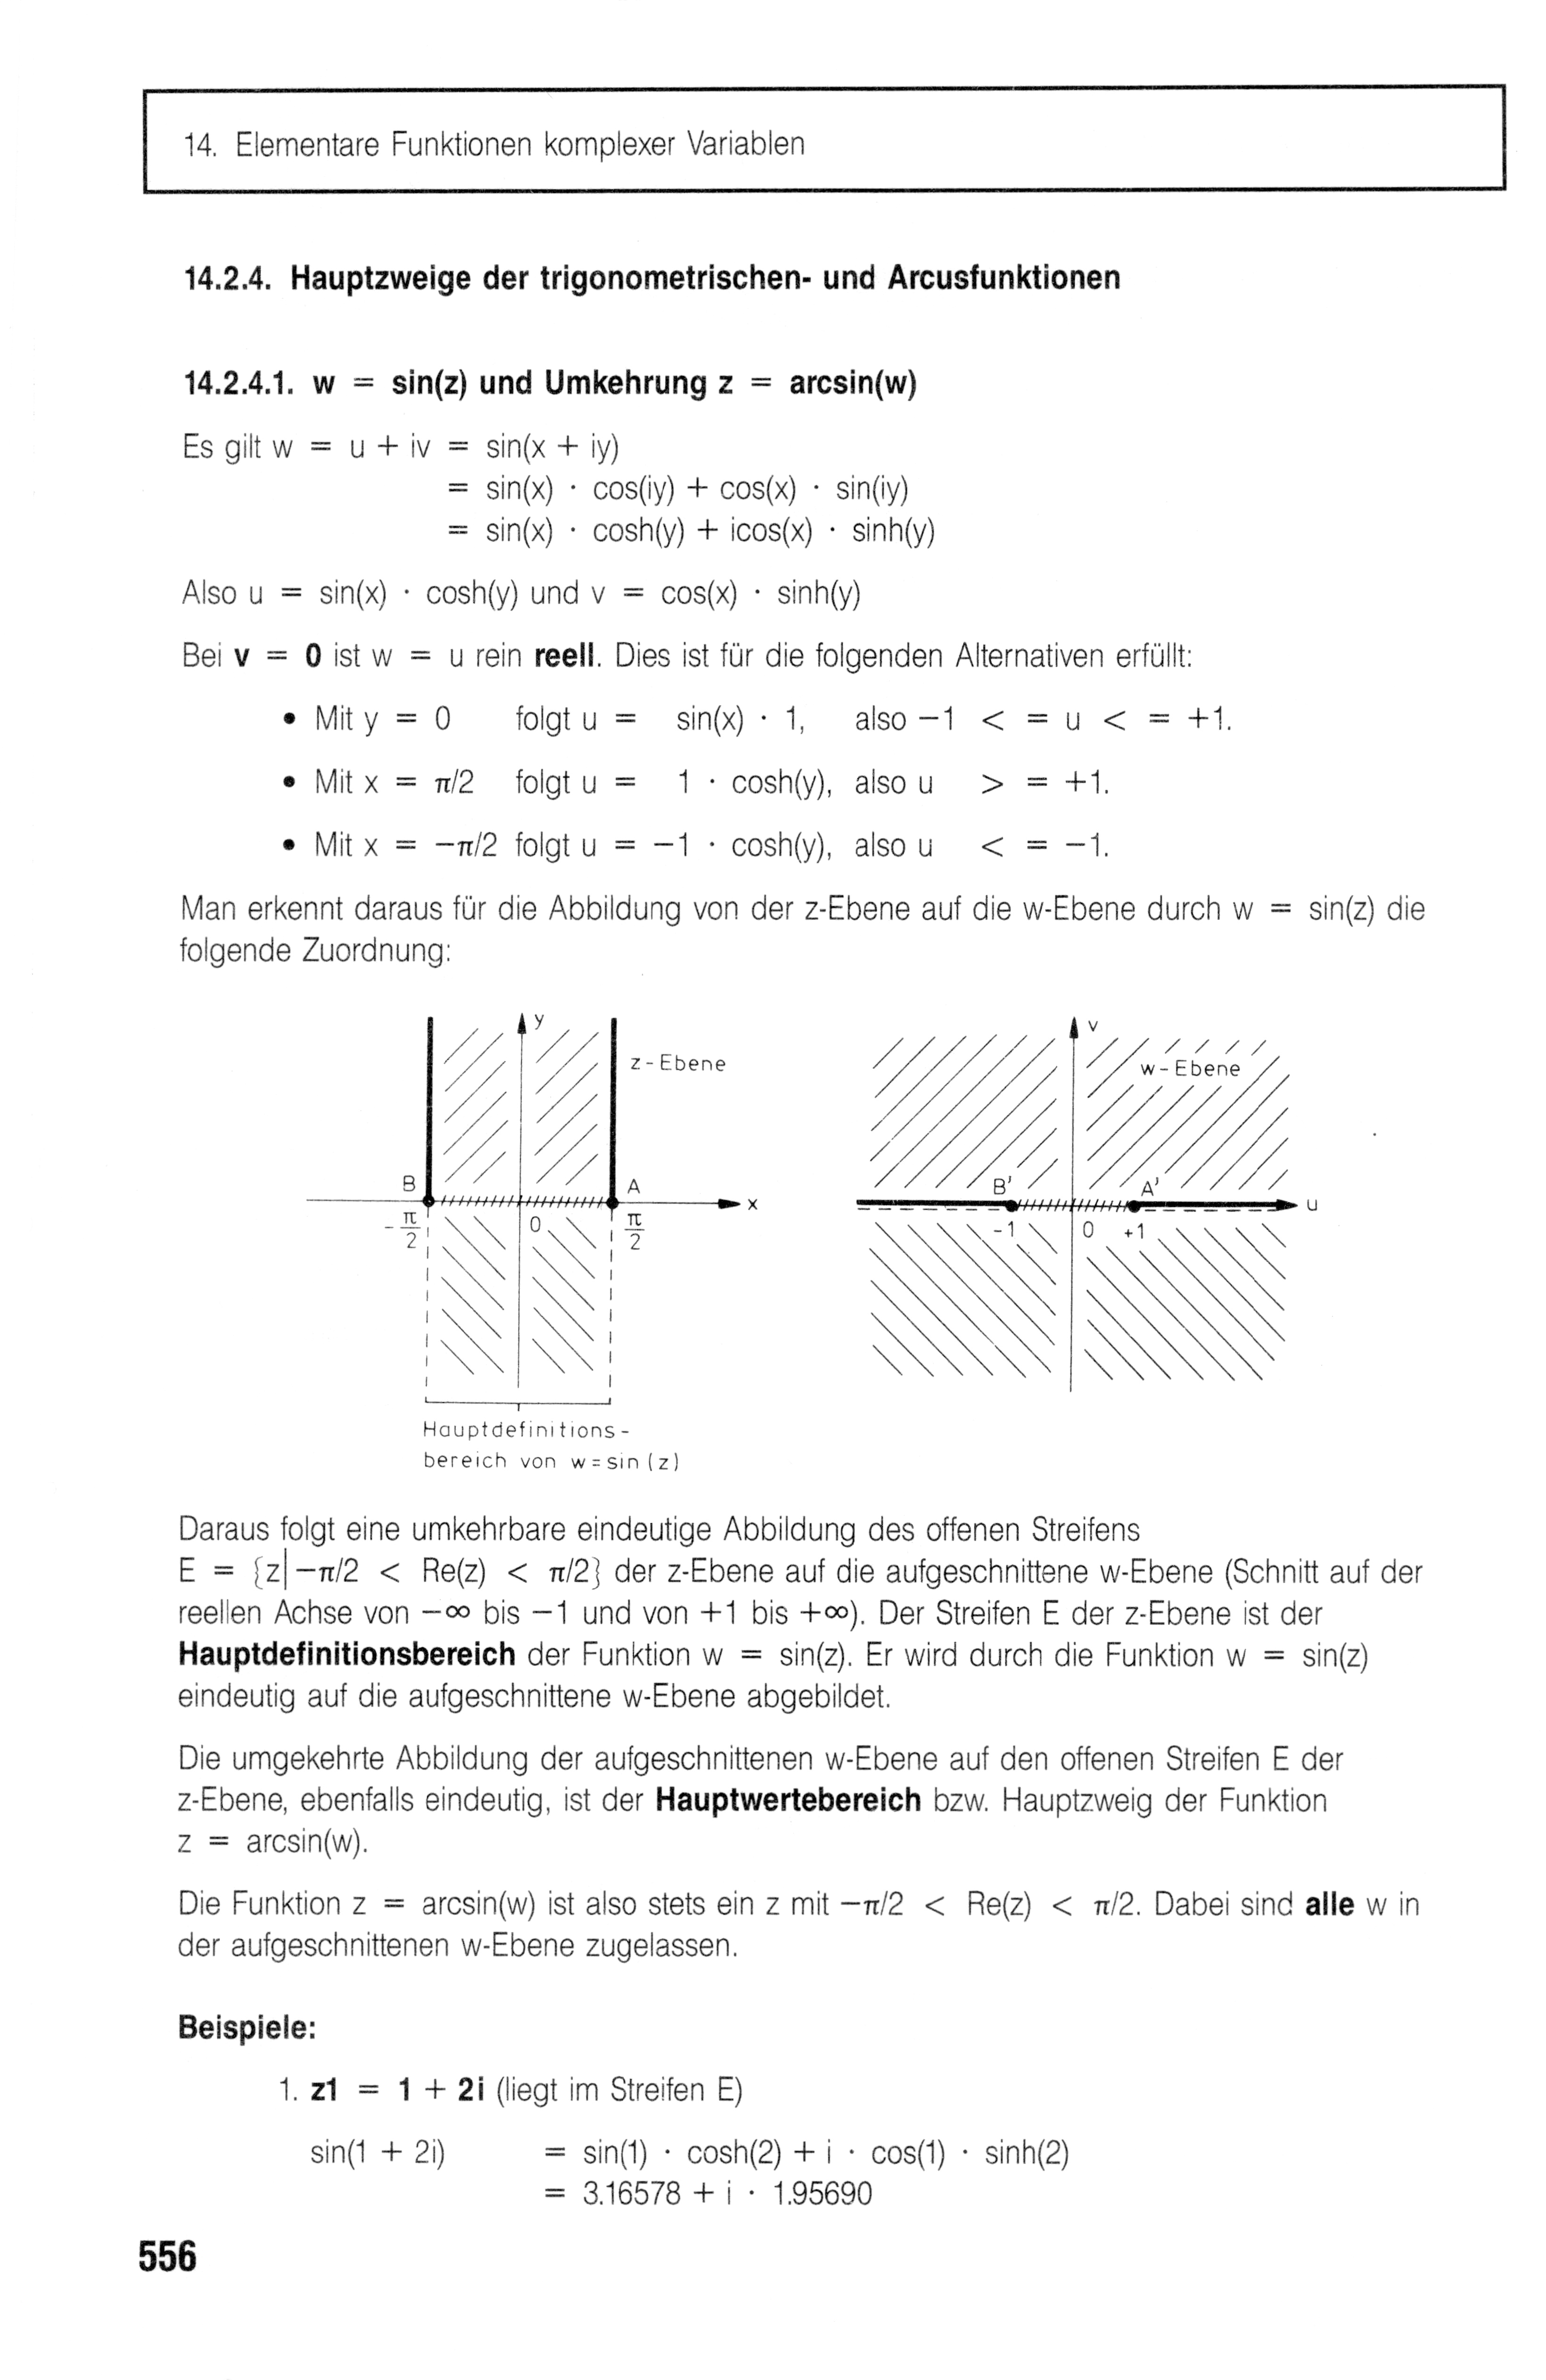 14. Elementare Funktionen komplexer Variablen
14.2.4. Hauptzweige der trigonometrischen- und Arcusfunktionen
14.2.4.1. w = sin(z) und Umkehrung z = arcsin(w)
Es gilt w = u + iv = sin(x + iy)
= sin(x) · cos(iy) + cos(x) · sin(iy)
= sin(x) · cosh(y) + icos(x) · sinh(y)
Also u = sin(x) · cosh(y) und v = cos(x) · sinh(y)
Bei v = 0 ist w = u rein reell. Dies ist für die folgenden Alternativen erfüllt:
• Mit y = 0 folgt u = sin(x) · 1, also −1 < = u < = +1.
• Mit x = π/2 folgt u = 1 · cosh(y), also u > = +1.
• Mit x = −π/2 folgt u = −1 · cosh(y), also u < = −1.
Man erkennt daraus für die Abbildung von der z-Ebene auf die w-Ebene durch w = sin(z) die
folgende Zuordnung:
y
z-Ebene
B
A
x
-π/2
0
π/2
Hauptdefinitions-
bereich von w=sin(z)
v
w-Ebene
B'
A'
u
-1
0
+1
Daraus folgt eine umkehrbare eindeutige Abbildung des offenen Streifens
E = {z|−π/2 < Re(z) < π/2} der z-Ebene auf die aufgeschnittene w-Ebene (Schnitt auf der
reellen Achse von −∞ bis −1 und von +1 bis +∞). Der Streifen E der z-Ebene ist der
Hauptdefinitionsbereich der Funktion w = sin(z). Er wird durch die Funktion w = sin(z)
eindeutig auf die aufgeschnittene w-Ebene abgebildet.
Die umgekehrte Abbildung der aufgeschnittenen w-Ebene auf den offenen Streifen E der
z-Ebene, ebenfalls eindeutig, ist der Hauptwertebereich bzw. Hauptzweig der Funktion
z = arcsin(w).
Die Funktion z = arcsin(w) ist also stets ein z mit −π/2 < Re(z) < π/2. Dabei sind alle w in
der aufgeschnittenen w-Ebene zugelassen.
Beispiele:
1. z1 = 1 + 2i (liegt im Streifen E)
sin(1 + 2i) = sin(1) · cosh(2) + i · cos(1) · sinh(2)
= 3.16578 + i · 1.95690
556